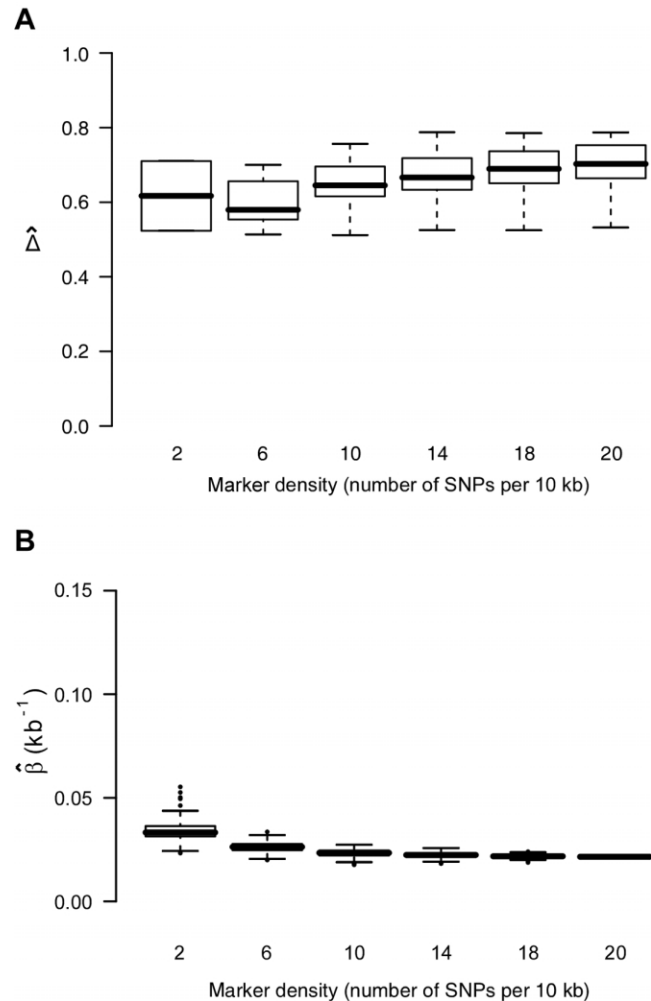 A
1.0
0.8
0.6
0.4
0.2
0.0
Δ̂
2 6 10 14 18 20
Marker density (number of SNPs per 10 kb)
B
0.15
0.10
0.05
0.00
β̂ (kb⁻¹)
2 6 10 14 18 20
Marker density (number of SNPs per 10 kb)